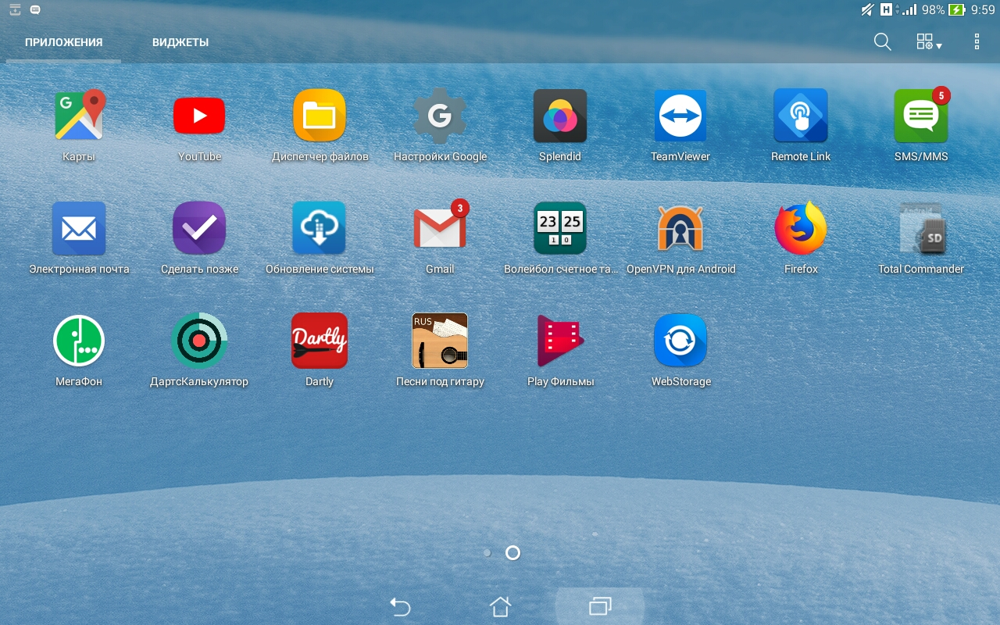 H 98% 9:59
ПРИЛОЖЕНИЯ ВИДЖЕТЫ
G G 5
Карты YouTube Диспетчер файлов Настройки Google Splendid TeamViewer Remote Link SMS/MMS
3 23 25 Android
1 0 SD
Электронная почта Сделать позже Обновление системы Gmail Волейбол счетное та... OpenVPN для Android Firefox Total Commander
RUS
Dartly
МегаФон ДартсКалькулятор Dartly Песни под гитару Play Фильмы WebStorage